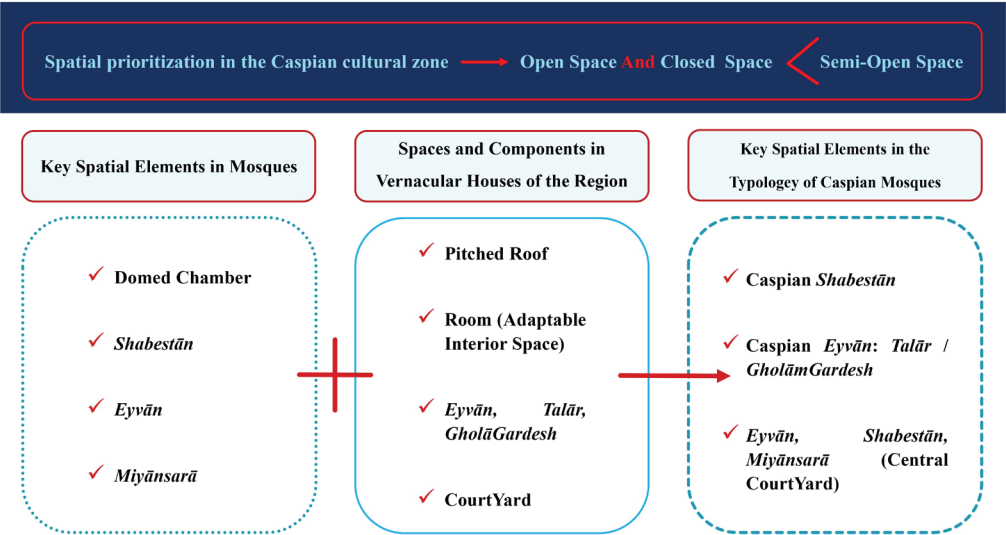 Spatial prioritization in the Caspian cultural zone → Open Space And Closed Space < Semi-Open Space
Key Spatial Elements in Mosques
✓ Domed Chamber
✓ Shabestān
✓ Eyvān
✓ Miyānsarā
+
Spaces and Components in
Vernacular Houses of the Region
✓ Pitched Roof
✓ Room (Adaptable
Interior Space)
✓ Eyvān, Talār,
GholāGardesh
✓ CourtYard
Key Spatial Elements in the
Typologey of Caspian Mosques
✓ Caspian Shabestān
✓ Caspian Eyvān: Talār /
GholāmGardesh
✓ Eyvān, Shabestān,
Miyānsarā (Central
CourtYard)